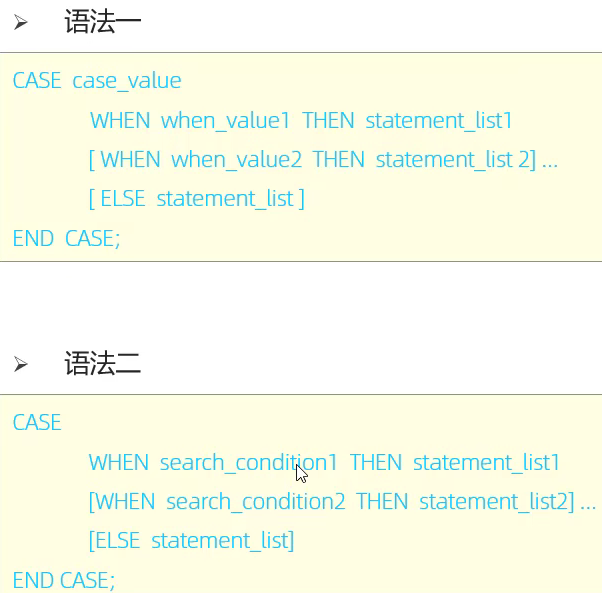 语法一
CASE case_value
WHEN when_value1 THEN statement_list1
[ WHEN when_value2 THEN statement_list 2] ...
[ ELSE statement_list ]
END CASE;
语法二
CASE
WHEN search_condition1 THEN statement_list1
[WHEN search_condition2 THEN statement_list2] ...
[ELSE statement_list]
END CASE;